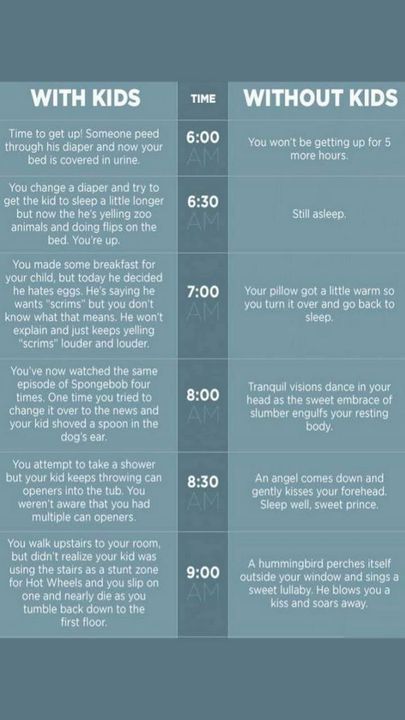 WITH KIDS
TIME
WITHOUT KIDS
Time to get up! Someone peed
through his diaper and now your
bed is covered in urine.
6:00
AM
You won't be getting up for 5
more hours.
You change a diaper and try to
get the kid to sleep a little longer
but now the he's yelling zoo
animals and doing flips on the
bed. You're up.
6:30
AM
Still asleep.
You made some breakfast for
your child, but today he decided
he hates eggs. He's saying he
wants "scrims" but you don't
know what that means. He won't
explain and just keeps yelling
"scrims" louder and louder.
7:00
AM
Your pillow got a little warm so
you turn it over and go back to
sleep.
You've now watched the same
episode of Spongebob four
times. One time you tried to
change it over to the news and
your kid shoved a spoon in the
dog's ear.
8:00
AM
Tranquil visions dance in your
head as the sweet embrace of
slumber engulfs your resting
body.
You attempt to take a shower
but your kid keeps throwing can
openers into the tub. You
weren't aware that you had
multiple can openers.
8:30
AM
An angel comes down and
gently kisses your forehead.
Sleep well, sweet prince.
You walk upstairs to your room,
but didn't realize your kid was
using the stairs as a stunt zone
for Hot Wheels and you slip on
one and nearly die as you
tumble back down to the
first floor.
9:00
AM
A hummingbird perches itself
outside your window and sings a
sweet lullaby. He blows you a
kiss and soars away.